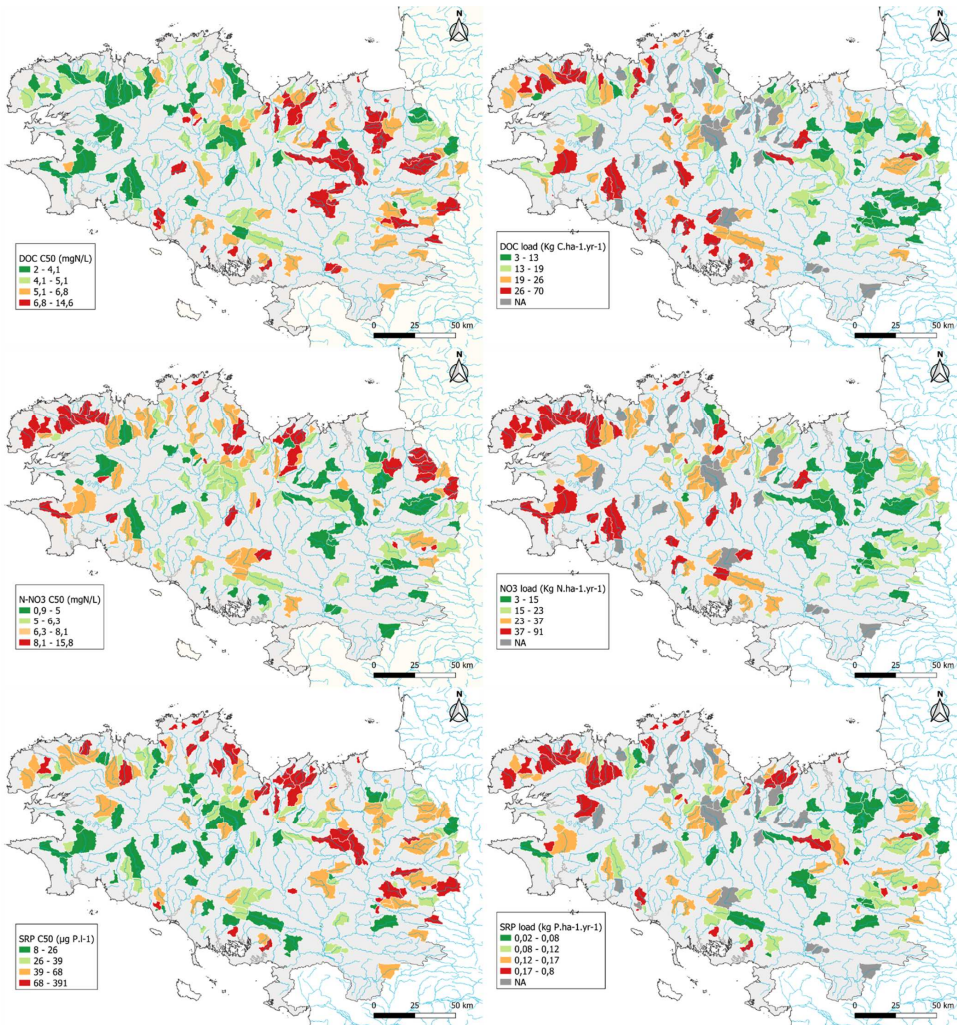 N
DOC C50 (mgN/L)
2 - 4,1
4,1 - 5,1
5,1 - 6,8
6,8 - 14,6
0 25 50 km
N
DOC load (Kg C.ha-1.yr-1)
3 - 13
13 - 19
19 - 26
26 - 70
NA
0 25 50 km
N
N-NO3 C50 (mgN/L)
0,9 - 5
5 - 6,3
6,3 - 8,1
8,1 - 15,8
0 25 50 km
N
NO3 load (Kg N.ha-1.yr-1)
3 - 15
15 - 23
23 - 37
37 - 91
NA
0 25 50 km
N
SRP C50 (µg P.l-1)
8 - 26
26 - 39
39 - 68
68 - 391
0 25 50 km
N
SRP load (kg P.ha-1.yr-1)
0,02 - 0,08
0,08 - 0,12
0,12 - 0,17
0,17 - 0,8
NA
0 25 50 km